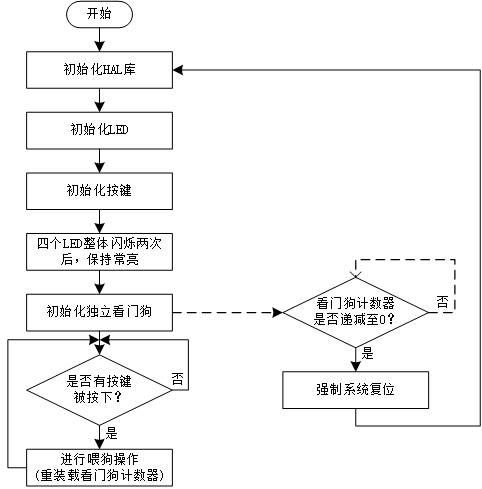 开始
初始化HAL库
初始化LED
初始化按键
四个LED整体闪烁两次
后，保持常亮
初始化独立看门狗
看门狗计数器
是否递减至0？
否
是
强制系统复位
是否有按键
被按下？
否
是
进行喂狗操作
(重装载看门狗计数器)